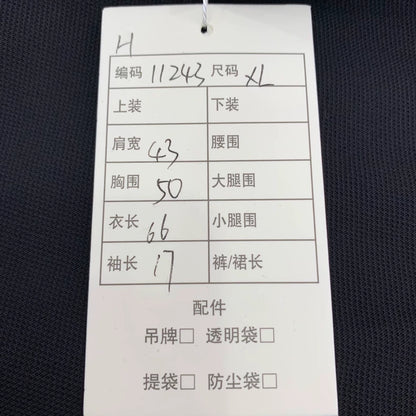 H
编码 11243 尺码 XL
上装 下装
肩宽 43 腰围
胸围 50 大腿围
衣长 66 小腿围
袖长 17 裤/裙长
配件
吊牌□ 透明袋□
提袋□ 防尘袋□